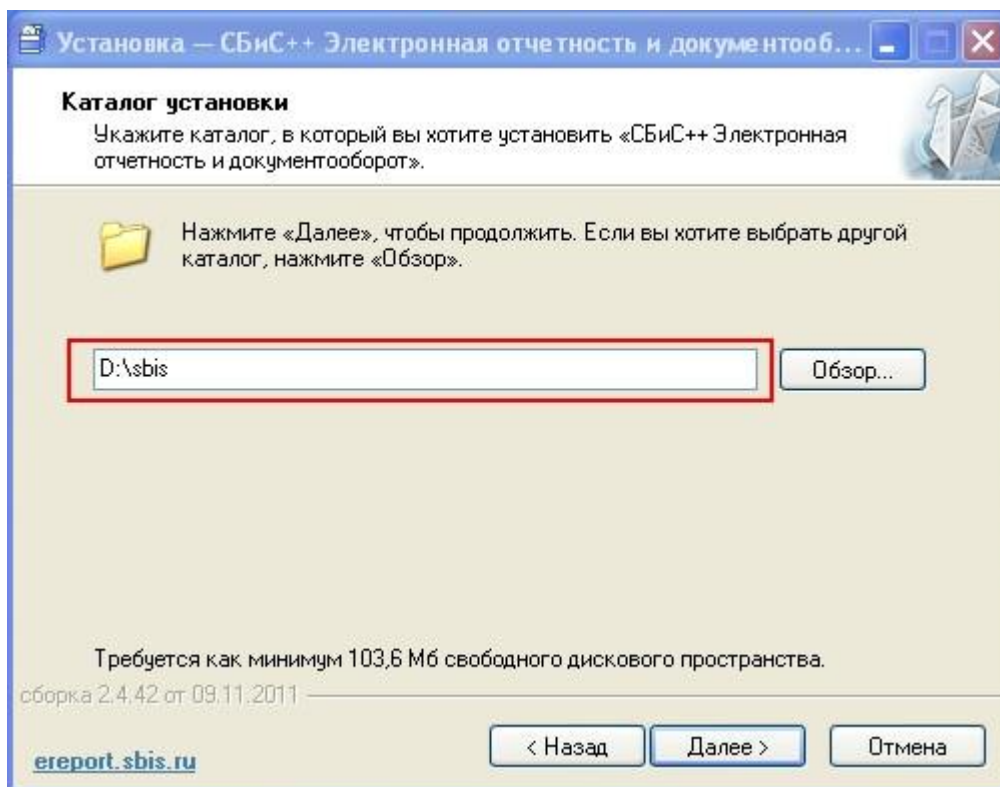 Установка — СБиС++ Электронная отчетность и документооб...
Каталог установки
Укажите каталог, в который вы хотите установить «СБиС++ Электронная
отчетность и документооборот».
Нажмите «Далее», чтобы продолжить. Если вы хотите выбрать другой
каталог, нажмите «Обзор».
D:\sbis
Обзор...
Требуется как минимум 103,6 Мб свободного дискового пространства.
сборка 2.4.42 от 09.11.2011
ereport.sbis.ru
< Назад
Далее >
Отмена